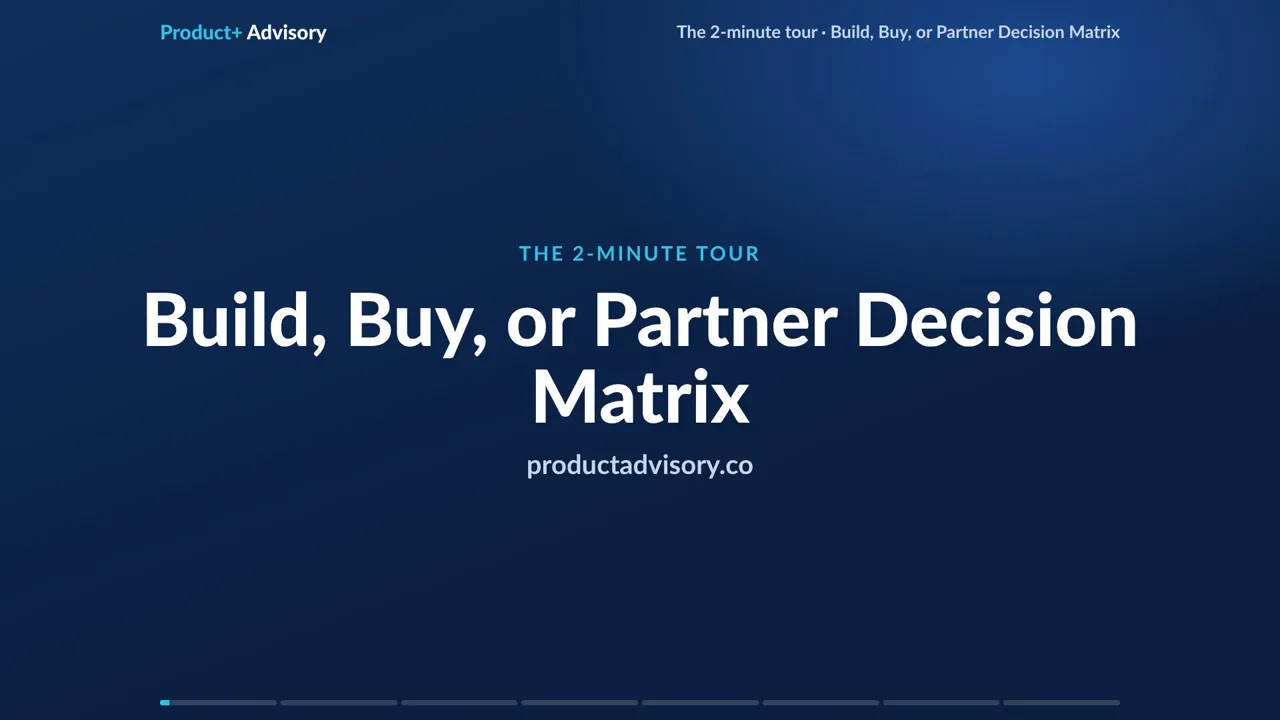 Product+ Advisory
The 2-minute tour · Build, Buy, or Partner Decision Matrix
THE 2-MINUTE TOUR
Build, Buy, or Partner Decision
Matrix
productadvisory.co